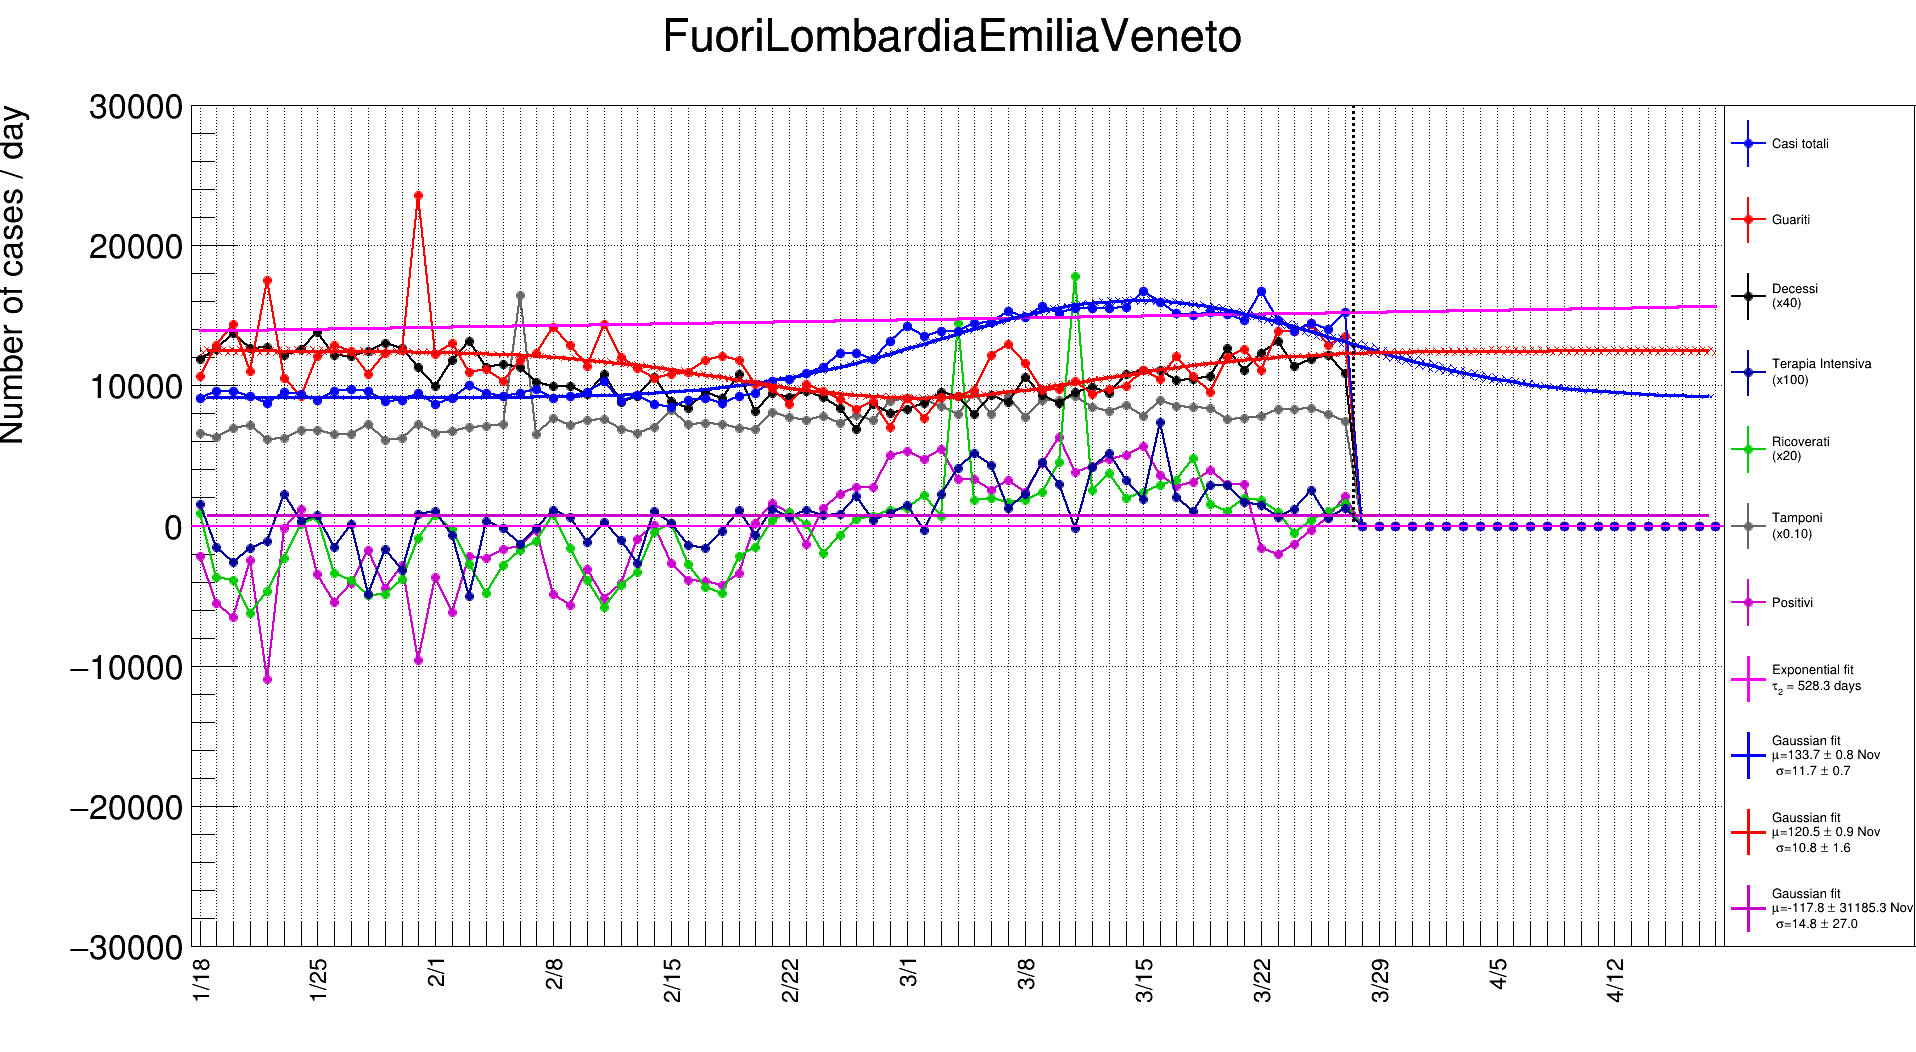 FuoriLombardiaEmiliaVeneto
Number of cases / day
30000
20000
10000
0
−10000
−20000
−30000
1/18
1/25
2/1
2/8
2/15
2/22
3/1
3/8
3/15
3/22
3/29
4/5
4/12
Casi totali
Guariti
Decessi
(x40)
Terapia Intensiva
(x100)
Ricoverati
(x20)
Tamponi
(x0.10)
Positivi
Exponential fit
τ2 = 528.3 days
Gaussian fit
μ=133.7 ± 0.8 Nov
σ=11.7 ± 0.7
Gaussian fit
μ=120.5 ± 0.9 Nov
σ=10.8 ± 1.6
Gaussian fit
μ=-117.8 ± 31185.3 Nov
σ=14.8 ± 27.0